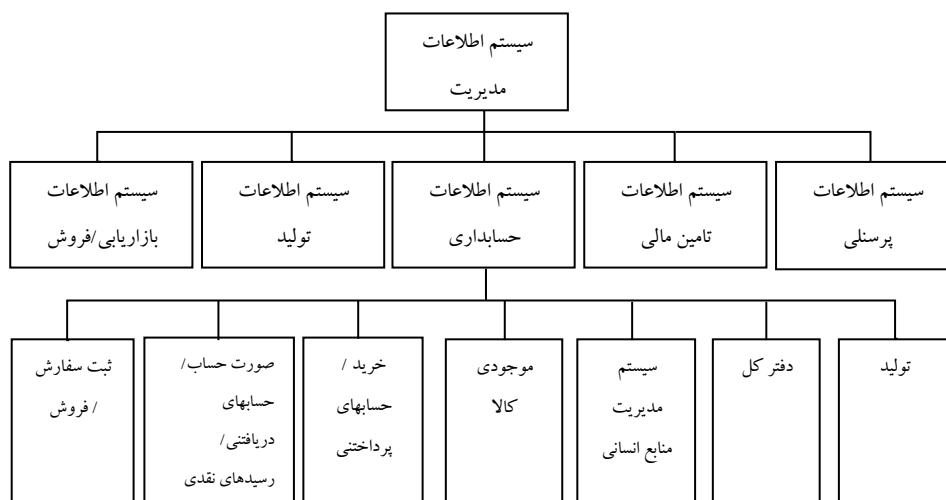 سیستم اطلاعات
مدیریت
سیستم اطلاعات
پرسنلی
سیستم اطلاعات
تامین مالی
سیستم اطلاعات
حسابداری
سیستم اطلاعات
تولید
سیستم اطلاعات
بازاریابی/فروش
تولید
دفتر کل
سیستم
مدیریت
منابع انسانی
موجودی
کالا
خرید /
حسابهای
پرداختنی
صورت حساب/
حسابهای
دریافتنی/
رسیدهای نقدی
ثبت سفارش
/ فروش